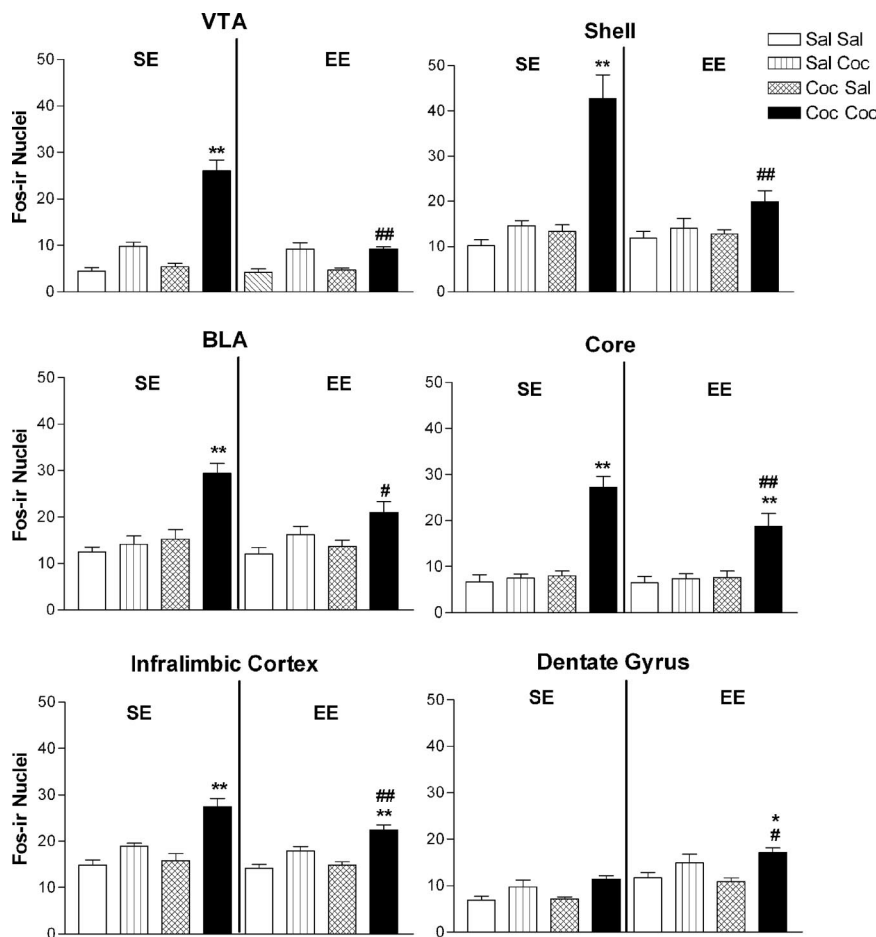 VTA
SE
EE
Fos-ir Nuclei
50
40
30
20
10
0
**
##
Shell
SE
EE
50
40
30
20
10
0
**
##
Sal Sal
Sal Coc
Coc Sal
Coc Coc
BLA
SE
EE
Fos-ir Nuclei
50
40
30
20
10
0
**
#
Core
SE
EE
50
40
30
20
10
0
**
##
**
Infralimbic Cortex
SE
EE
Fos-ir Nuclei
50
40
30
20
10
0
**
##
**
Dentate Gyrus
SE
EE
50
40
30
20
10
0
*
#